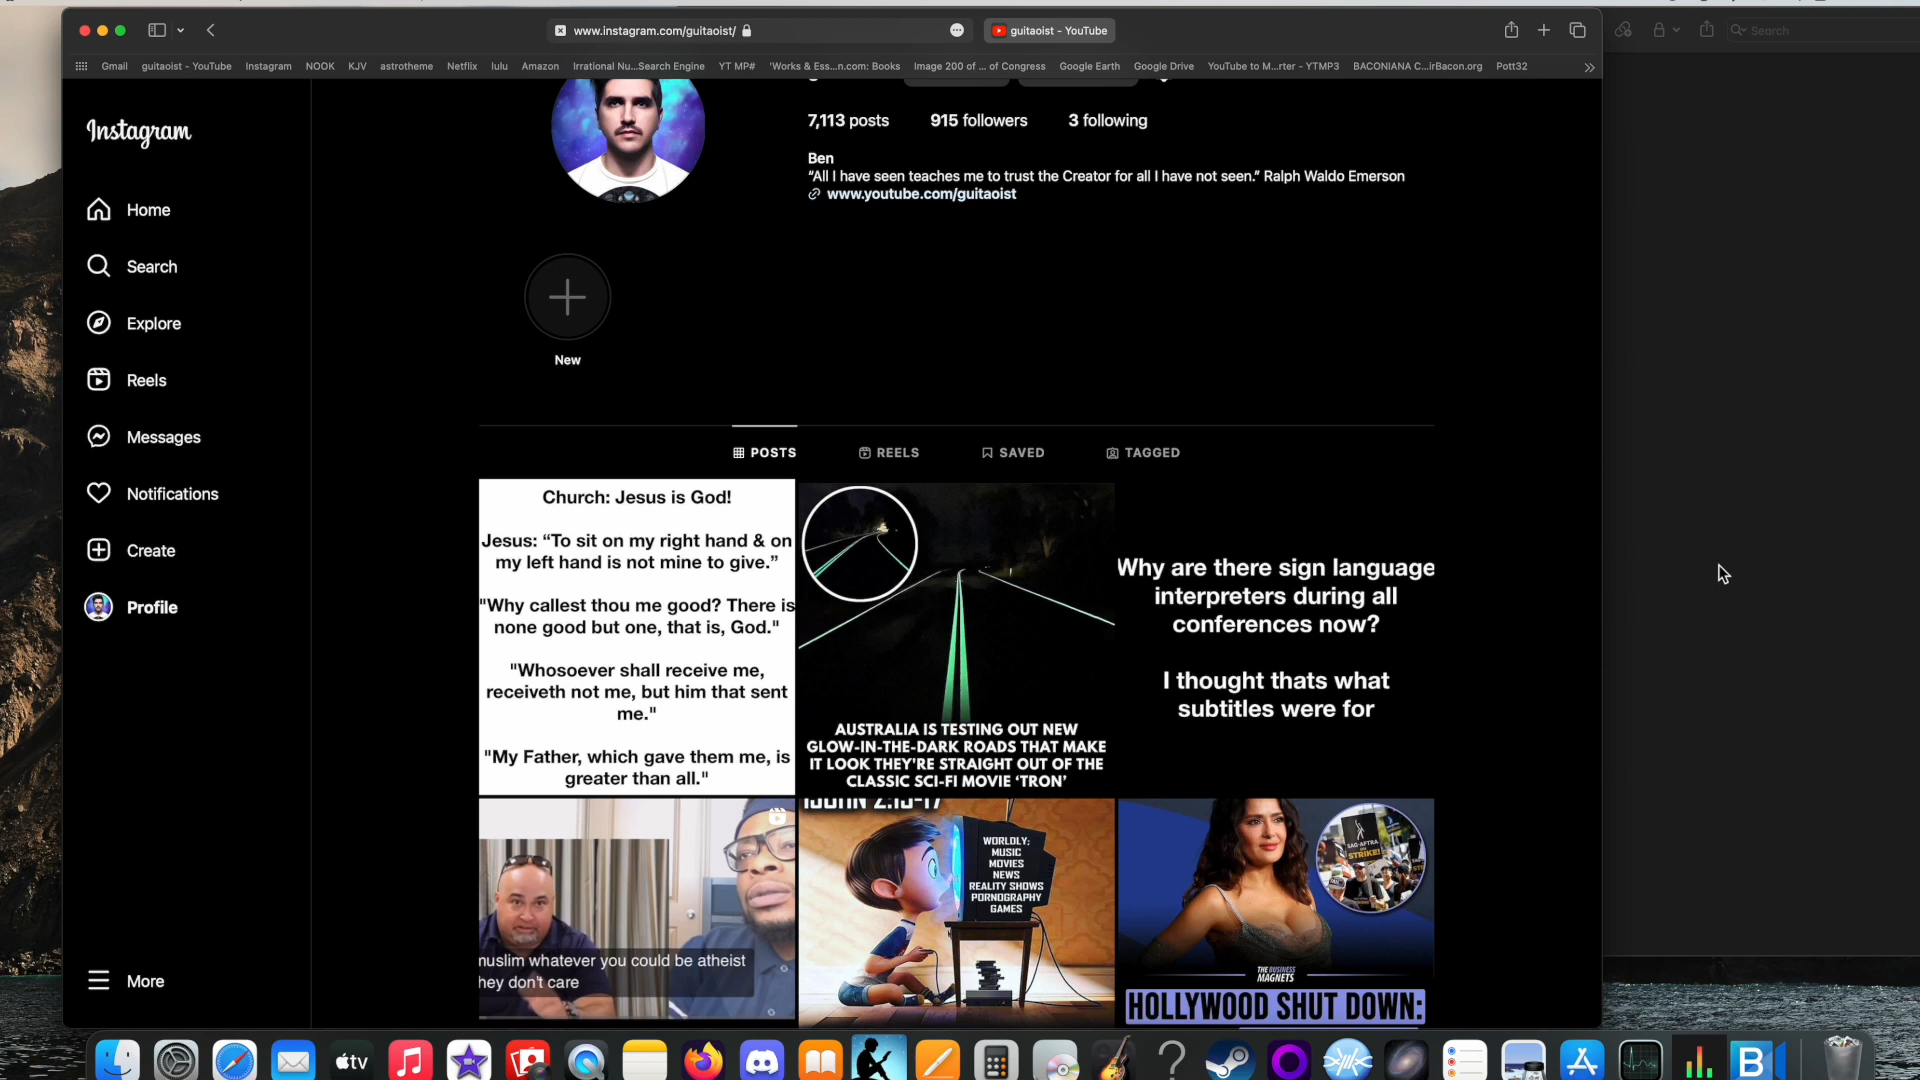 www.instagram.com/guitaoist/
guitaoist - YouTube
Search
Gmail
guitaoist - YouTube
Instagram
NOOK
KJV
astrotheme
Netflix
lulu
Amazon
Irrational Nu...Search Engine
YT MP#
'Works & Ess...n.com: Books
Image 200 of ... of Congress
Google Earth
Google Drive
YouTube to M...rter - YTMP3
BACONIANA C...irBacon.org
Pott32
Instagram
Home
Search
Explore
Reels
Messages
Notifications
Create
Profile
More
7,113 posts
915 followers
3 following
Ben
“All I have seen teaches me to trust the Creator for all I have not seen.” Ralph Waldo Emerson
www.youtube.com/guitaoist
New
POSTS
REELS
SAVED
TAGGED
Church: Jesus is God!
Jesus: “To sit on my right hand & on
my left hand is not mine to give.”
"Why callest thou me good? There is
none good but one, that is, God."
"Whosoever shall receive me,
receiveth not me, but him that sent
me."
"My Father, which gave them me, is
greater than all."
AUSTRALIA IS TESTING OUT NEW
GLOW-IN-THE-DARK ROADS THAT MAKE
IT LOOK THEY'RE STRAIGHT OUT OF THE
CLASSIC SCI-FI MOVIE ‘TRON’
Why are there sign language
interpreters during all
conferences now?
I thought thats what
subtitles were for
muslim whatever you could be atheist
hey don't care
1JOHN 2:15-17
WORLDLY:
MUSIC
MOVIES
NEWS
REALITY SHOWS
PORNOGRAPHY
GAMES
SAG-AFTRA
STRIKE!
THE BUSINESS
MAGNETS
HOLLYWOOD SHUT DOWN:
tv